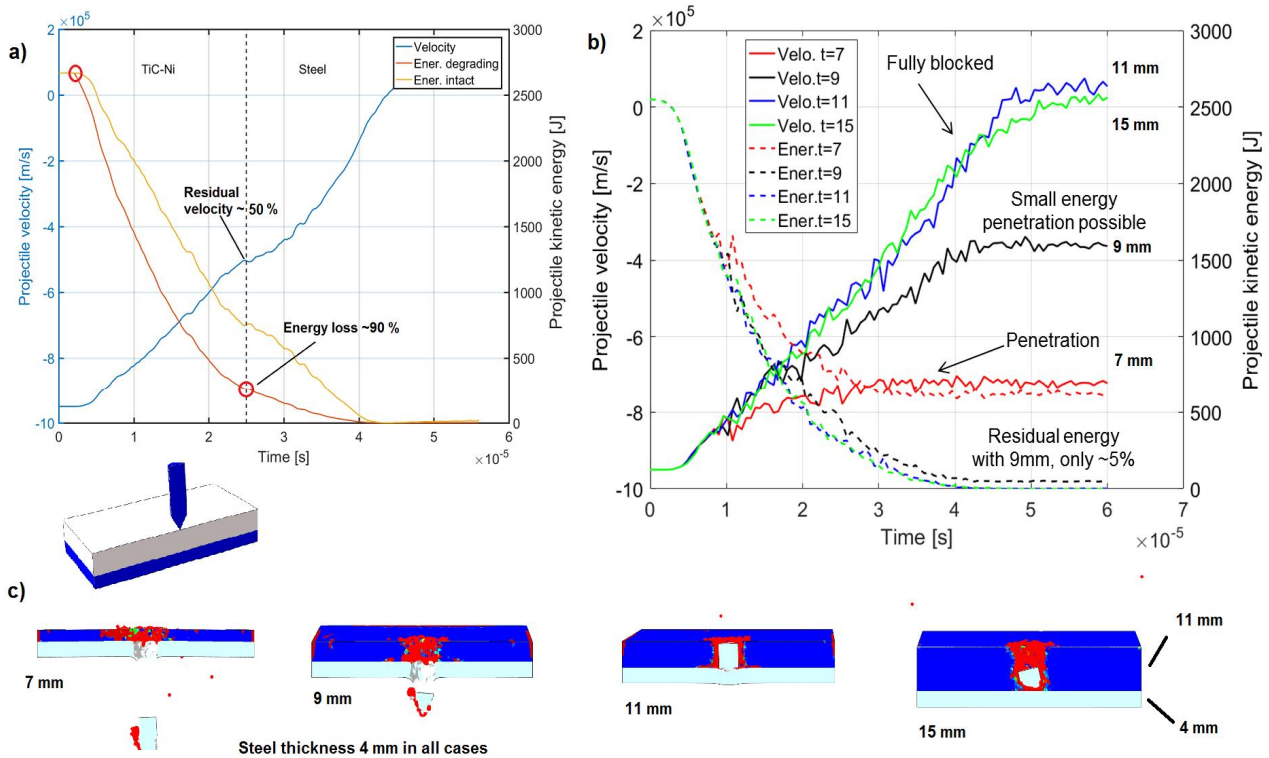 a)
×10⁵
2
0
-2
-4
-6
-8
-10
Projectile velocity [m/s]
TiC-Ni
Steel
Velocity
Ener. degrading
Ener. intact
Residual
velocity ~ 50 %
Energy loss ~90 %
3000
2500
2000
1500
1000
500
0
Projectile kinetic energy [J]
0
1
2
3
4
5
6
Time [s]
×10⁻⁵
b)
×10⁵
2
0
-2
-4
-6
-8
-10
Projectile velocity [m/s]
Velo. t=7
Velo.t=9
Velo.t=11
Velo. t=15
Ener.t=7
Ener.t=9
Ener.t=11
Ener.t=15
Fully blocked
11 mm
15 mm
Small energy
penetration possible
9 mm
Penetration
7 mm
Residual energy
with 9mm, only ~5%
3000
2500
2000
1500
1000
500
0
Projectile kinetic energy [J]
0
1
2
3
4
5
6
7
Time [s]
×10⁻⁵
c)
7 mm
9 mm
11 mm
15 mm
11 mm
4 mm
Steel thickness 4 mm in all cases